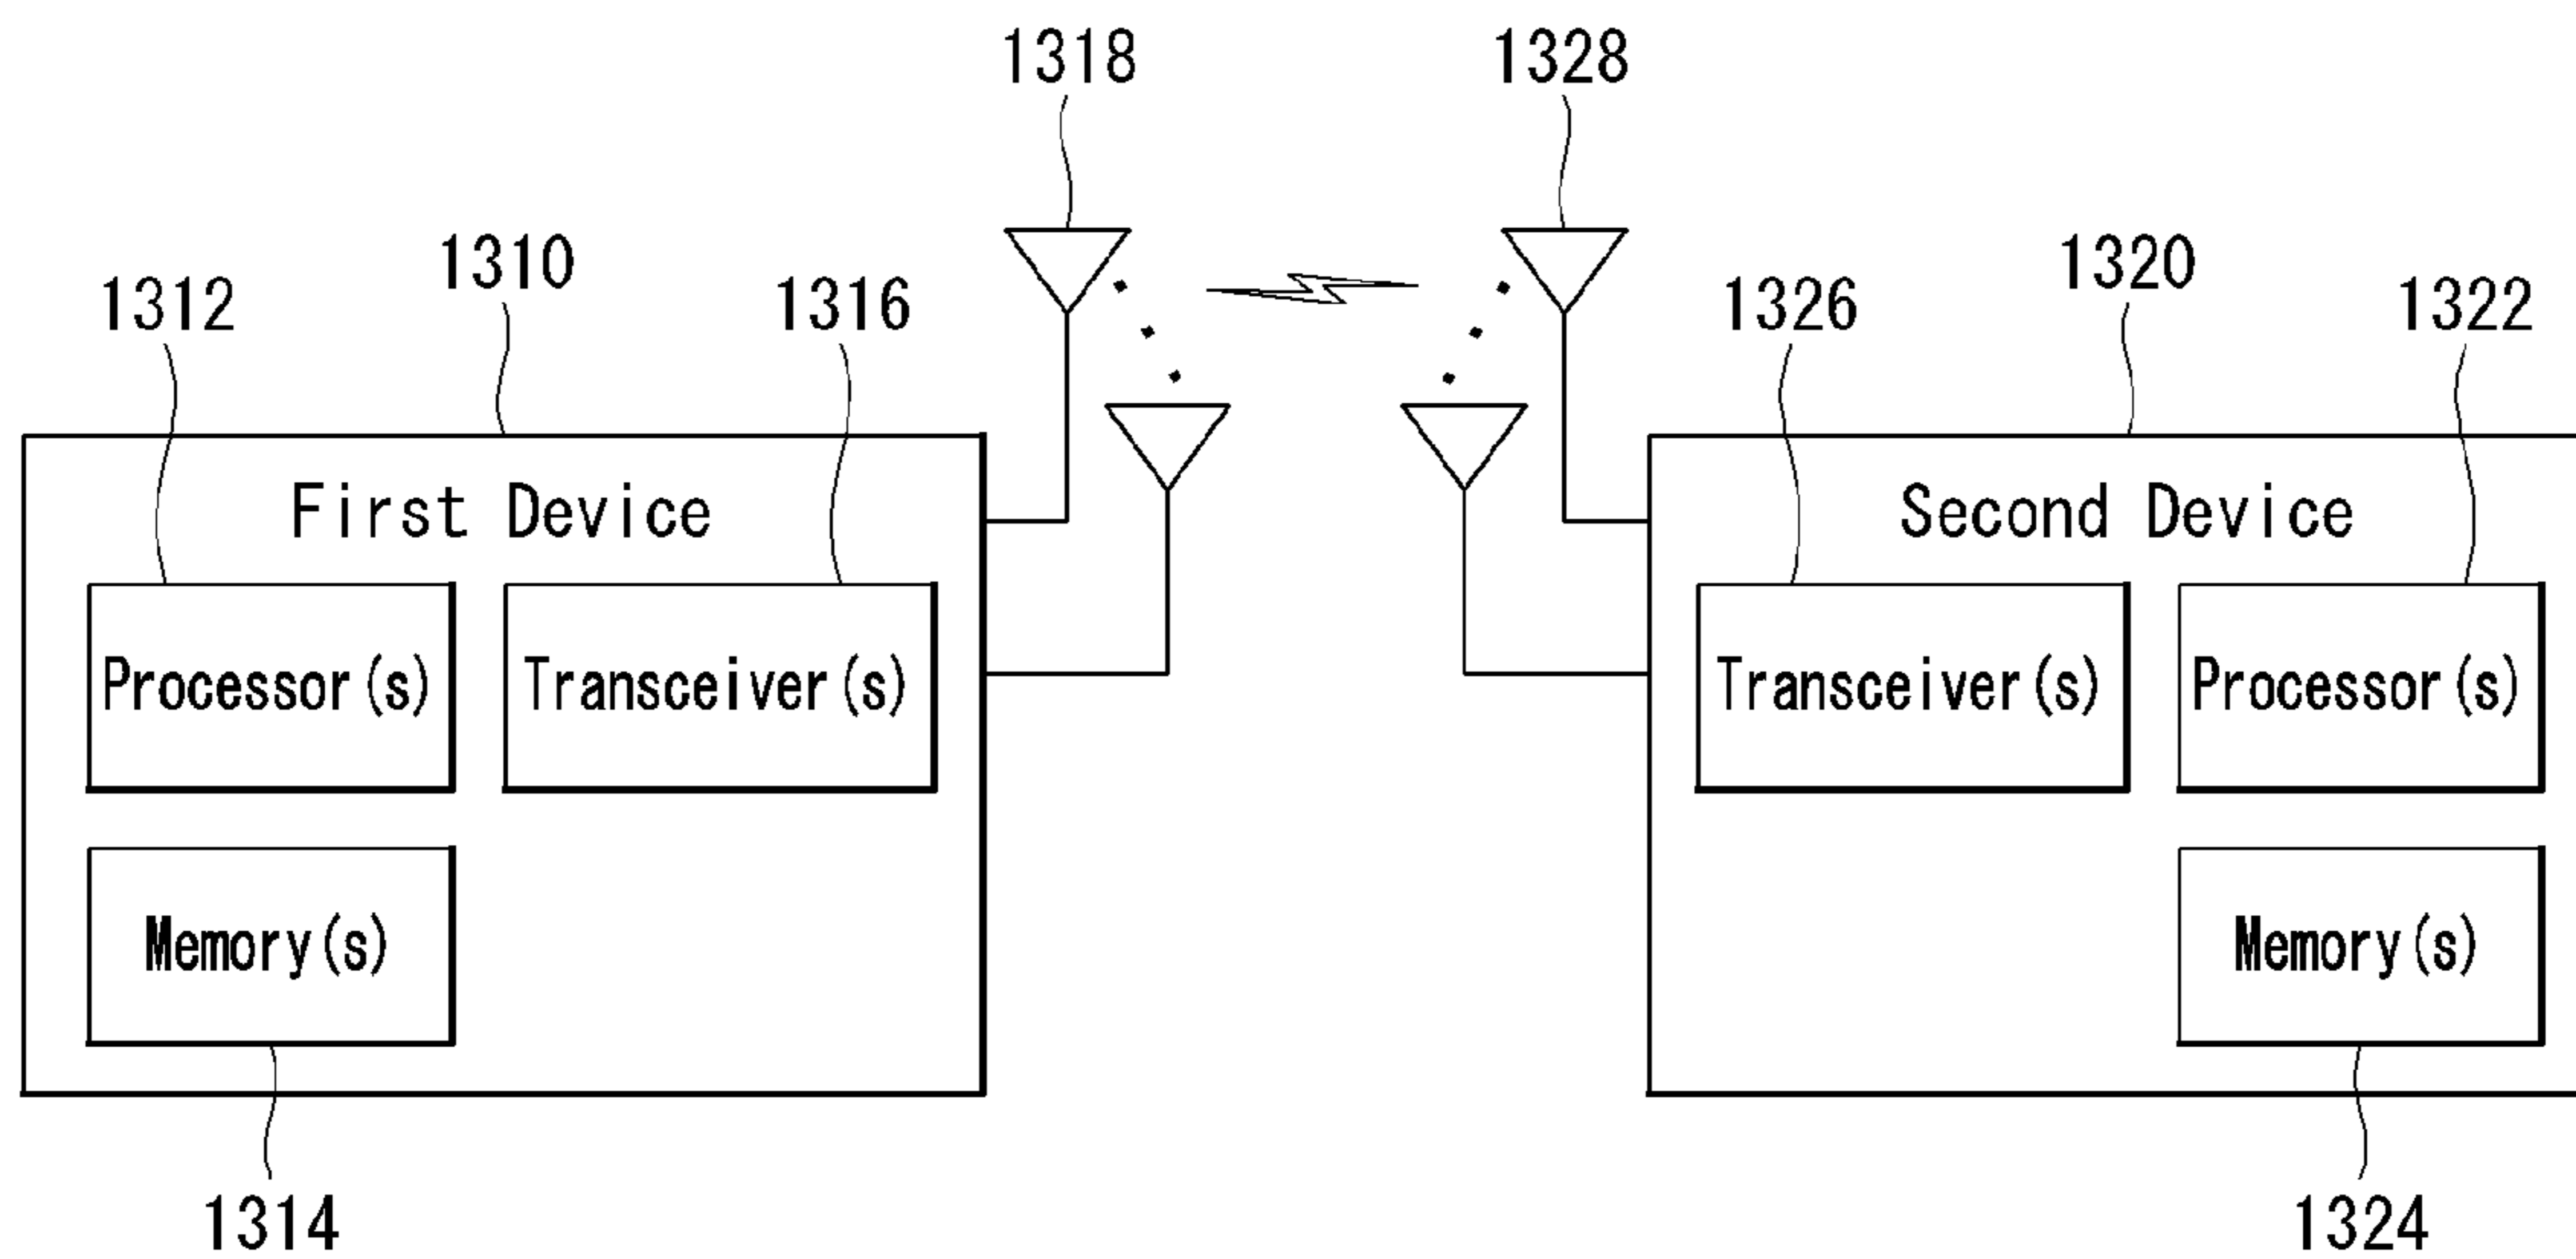 1318
1328
1310
1320
1312
1316
1326
1322
First Device
Second Device
Processor(s)
Transceiver(s)
Transceiver(s)
Processor(s)
Memory(s)
Memory(s)
1314
1324